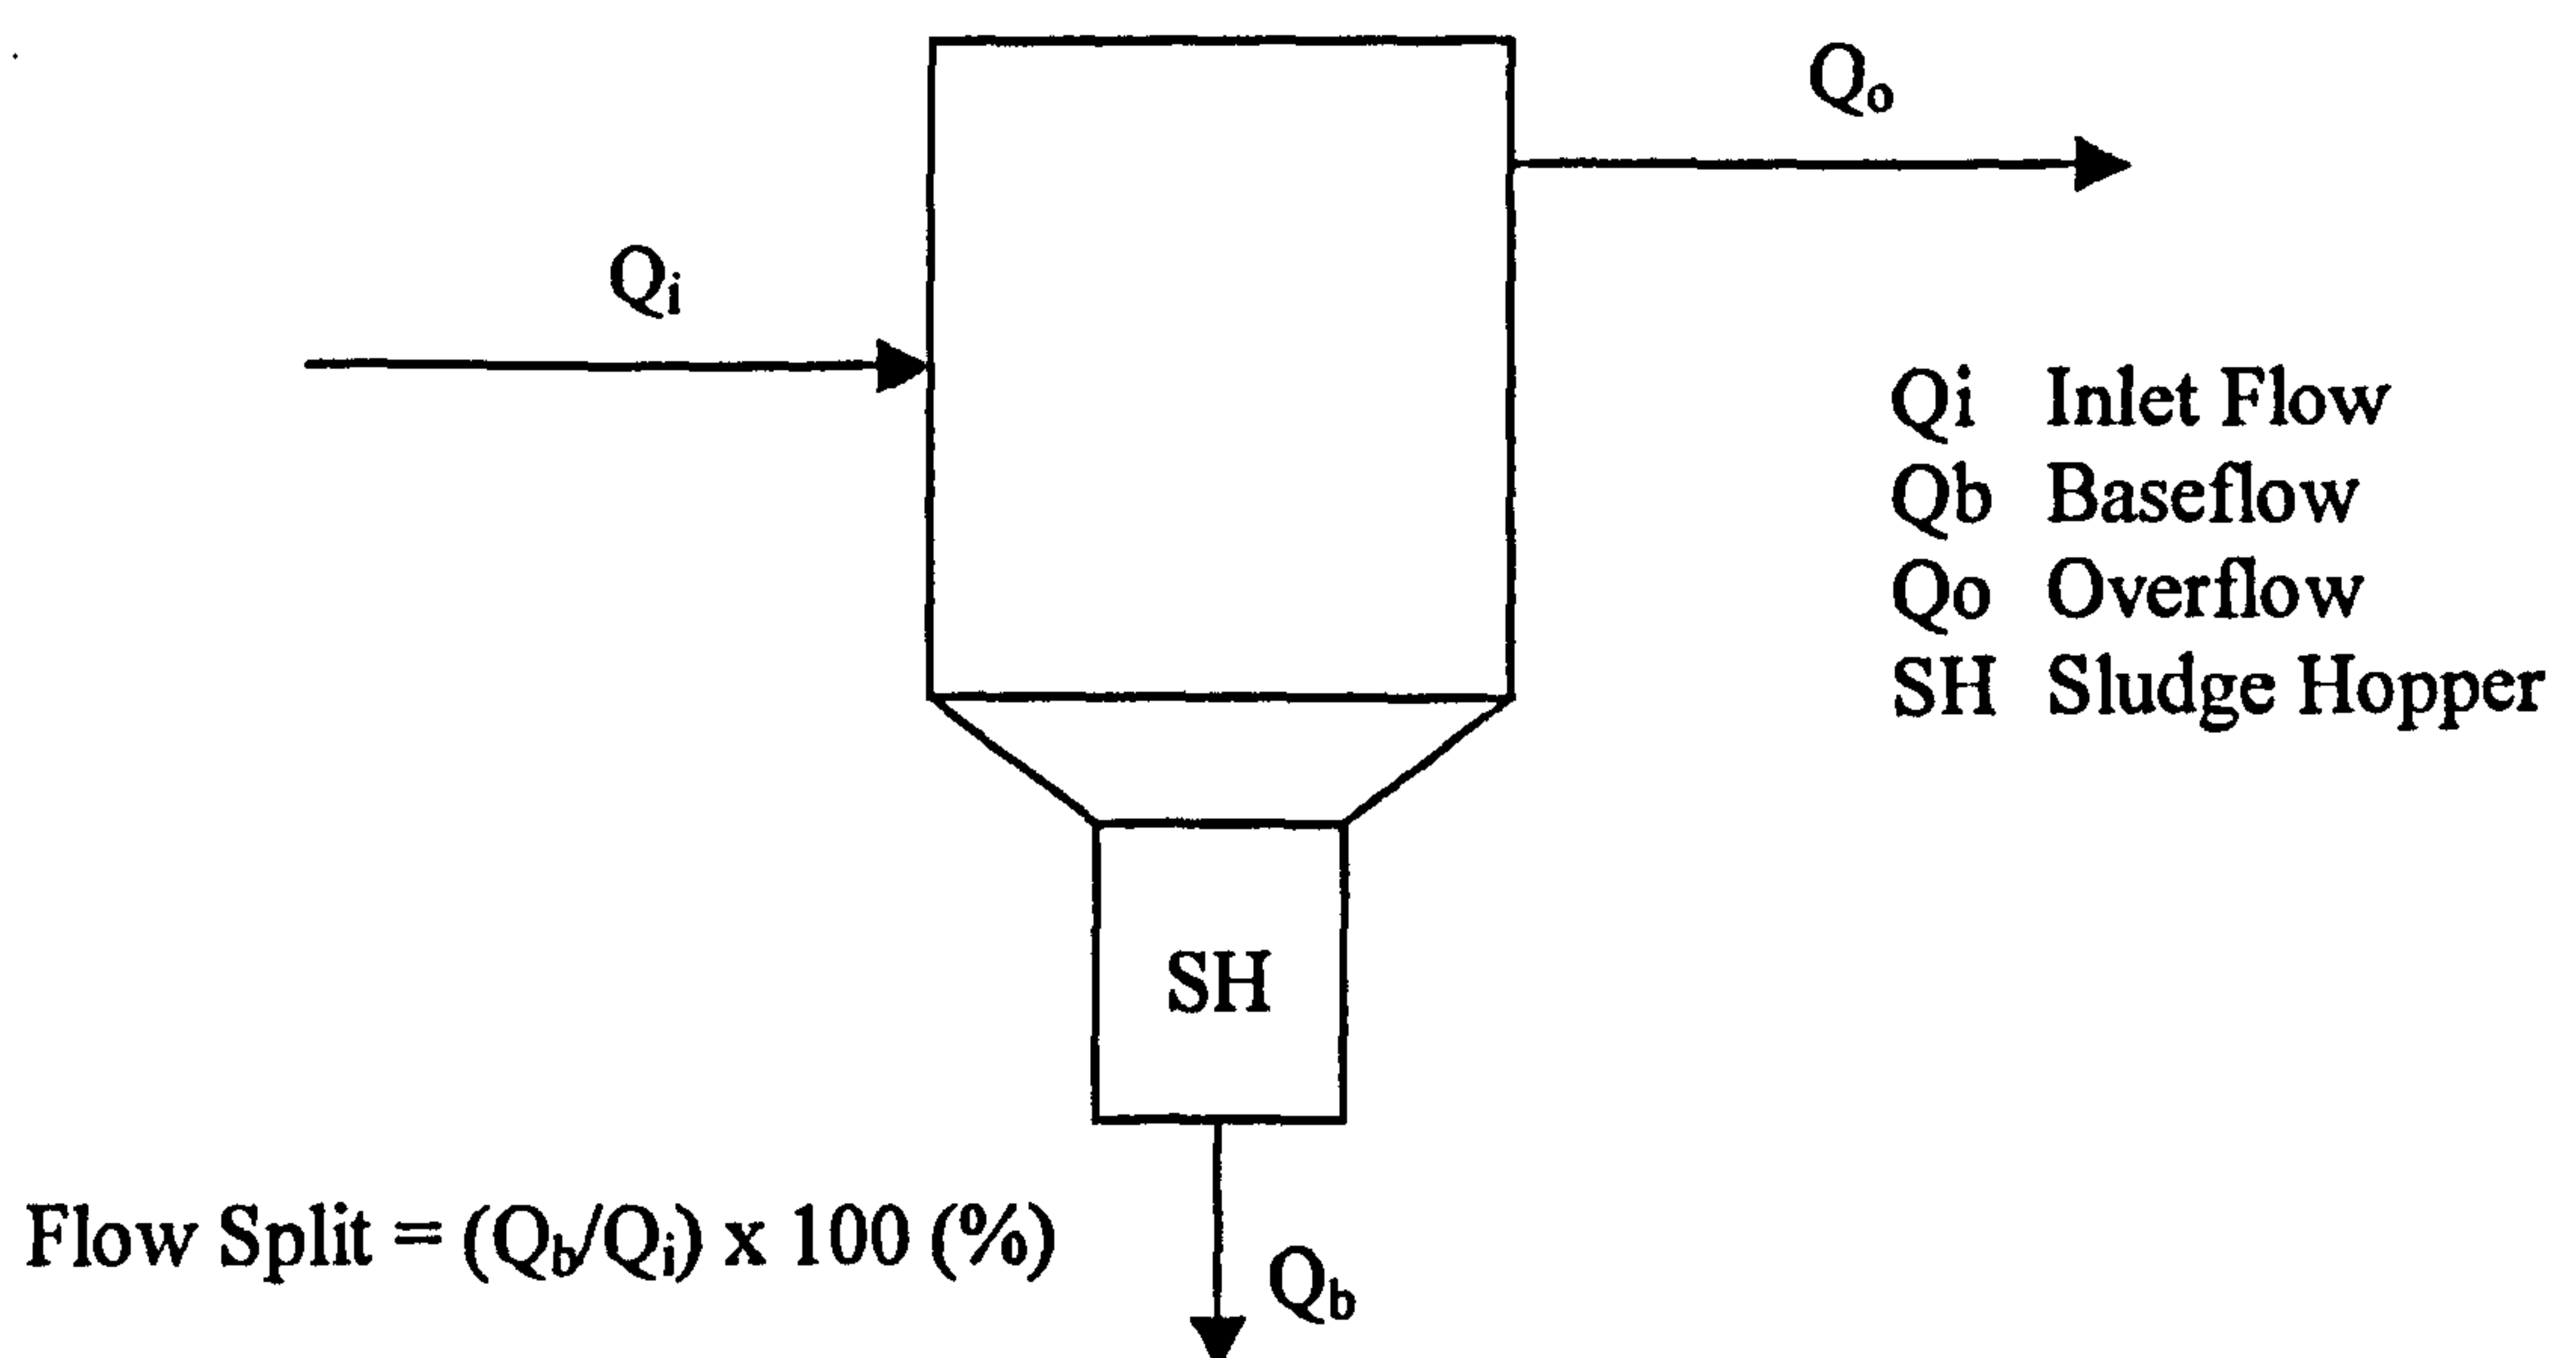 Qo
Qi
Qi Inlet Flow
Qb Baseflow
Qo Overflow
SH Sludge Hopper
SH
Flow Split = (Qb/Qi) x 100 (%)
Qb